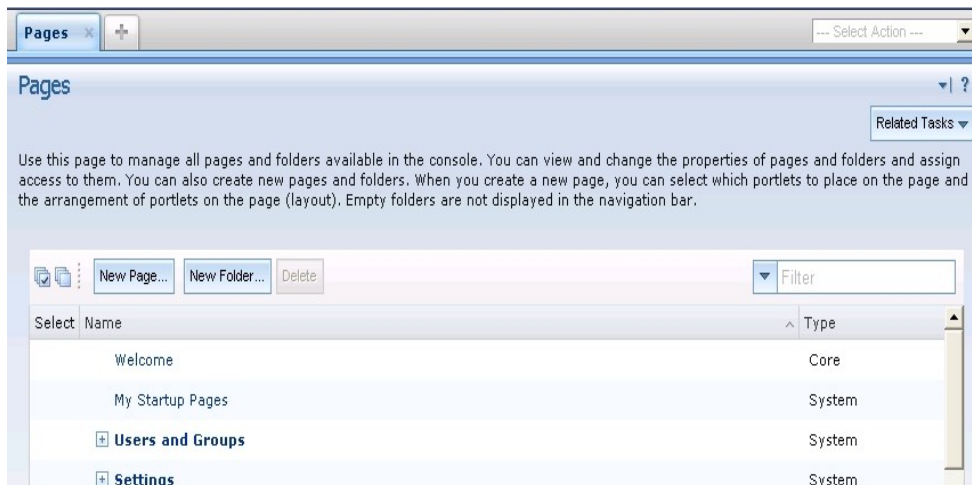 Pages
--- Select Action ---
Pages
?
Related Tasks
Use this page to manage all pages and folders available in the console. You can view and change the properties of pages and folders and assign
access to them. You can also create new pages and folders. When you create a new page, you can select which portlets to place on the page and
the arrangement of portlets on the page (layout). Empty folders are not displayed in the navigation bar.
New Page... New Folder... Delete Filter
Select Name Type
Welcome Core
My Startup Pages System
Users and Groups System
Settings System